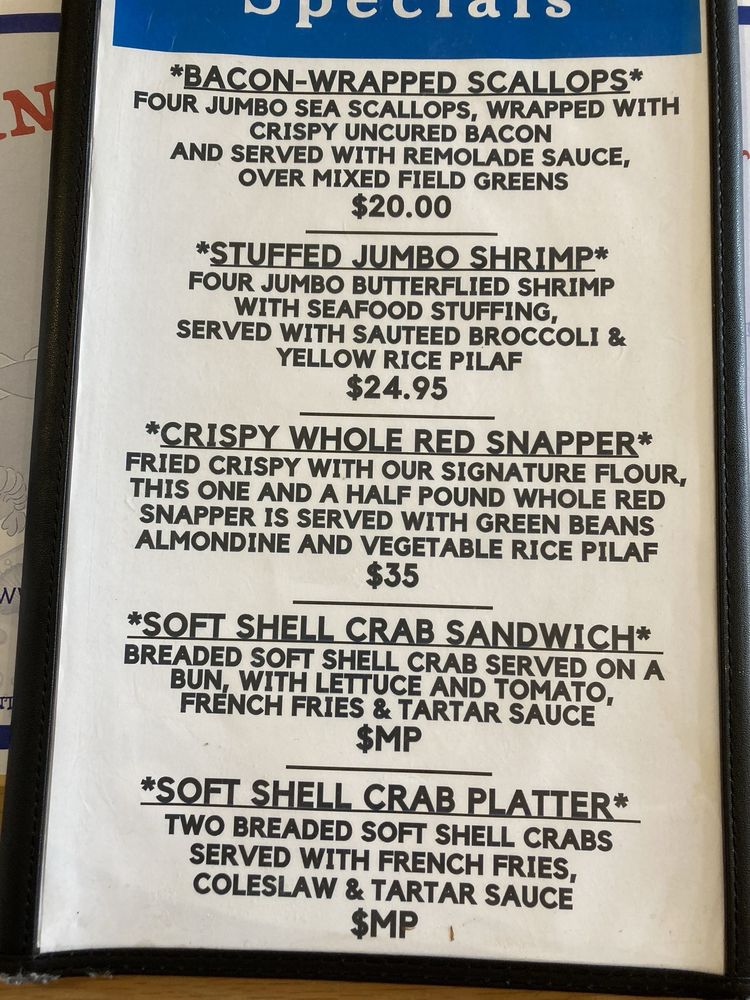 Specials
*BACON-WRAPPED SCALLOPS*
FOUR JUMBO SEA SCALLOPS, WRAPPED WITH
CRISPY UNCURED BACON
AND SERVED WITH REMOLADE SAUCE,
OVER MIXED FIELD GREENS
$20.00
*STUFFED JUMBO SHRIMP*
FOUR JUMBO BUTTERFLIED SHRIMP
WITH SEAFOOD STUFFING,
SERVED WITH SAUTEED BROCCOLI &
YELLOW RICE PILAF
$24.95
*CRISPY WHOLE RED SNAPPER*
FRIED CRISPY WITH OUR SIGNATURE FLOUR,
THIS ONE AND A HALF POUND WHOLE RED
SNAPPER IS SERVED WITH GREEN BEANS
ALMONDINE AND VEGETABLE RICE PILAF
$35
*SOFT SHELL CRAB SANDWICH*
BREADED SOFT SHELL CRAB SERVED ON A
BUN, WITH LETTUCE AND TOMATO,
FRENCH FRIES & TARTAR SAUCE
$MP
*SOFT SHELL CRAB PLATTER*
TWO BREADED SOFT SHELL CRABS
SERVED WITH FRENCH FRIES,
COLESLAW & TARTAR SAUCE
$MP